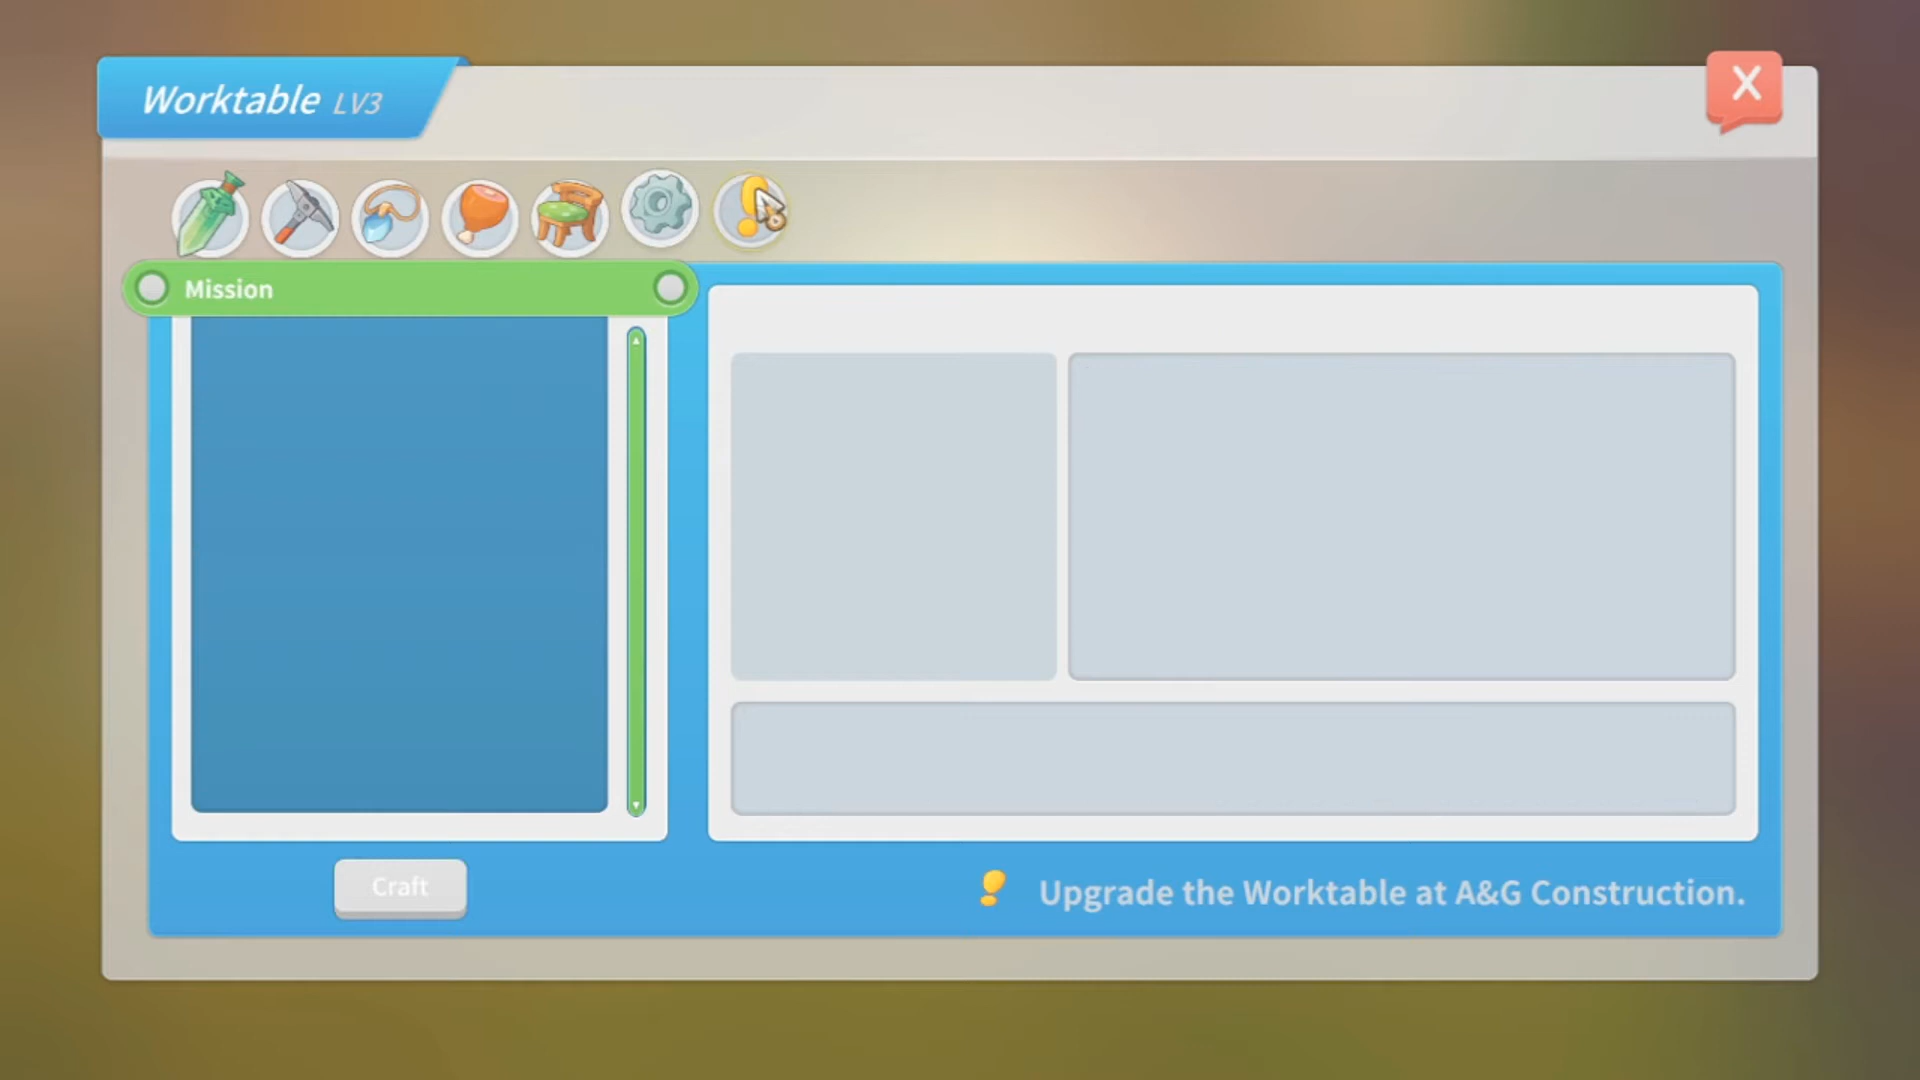 Worktable LV3
X
Mission
Craft
Upgrade the Worktable at A&G Construction.